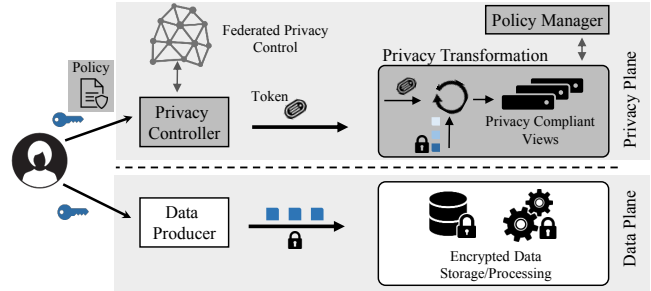 Federated Privacy
Control
Policy Manager
Policy
Privacy Transformation
Privacy
Controller
Token
Privacy Compliant
Views
Privacy Plane
Data
Producer
Encrypted Data
Storage/Processing
Data Plane